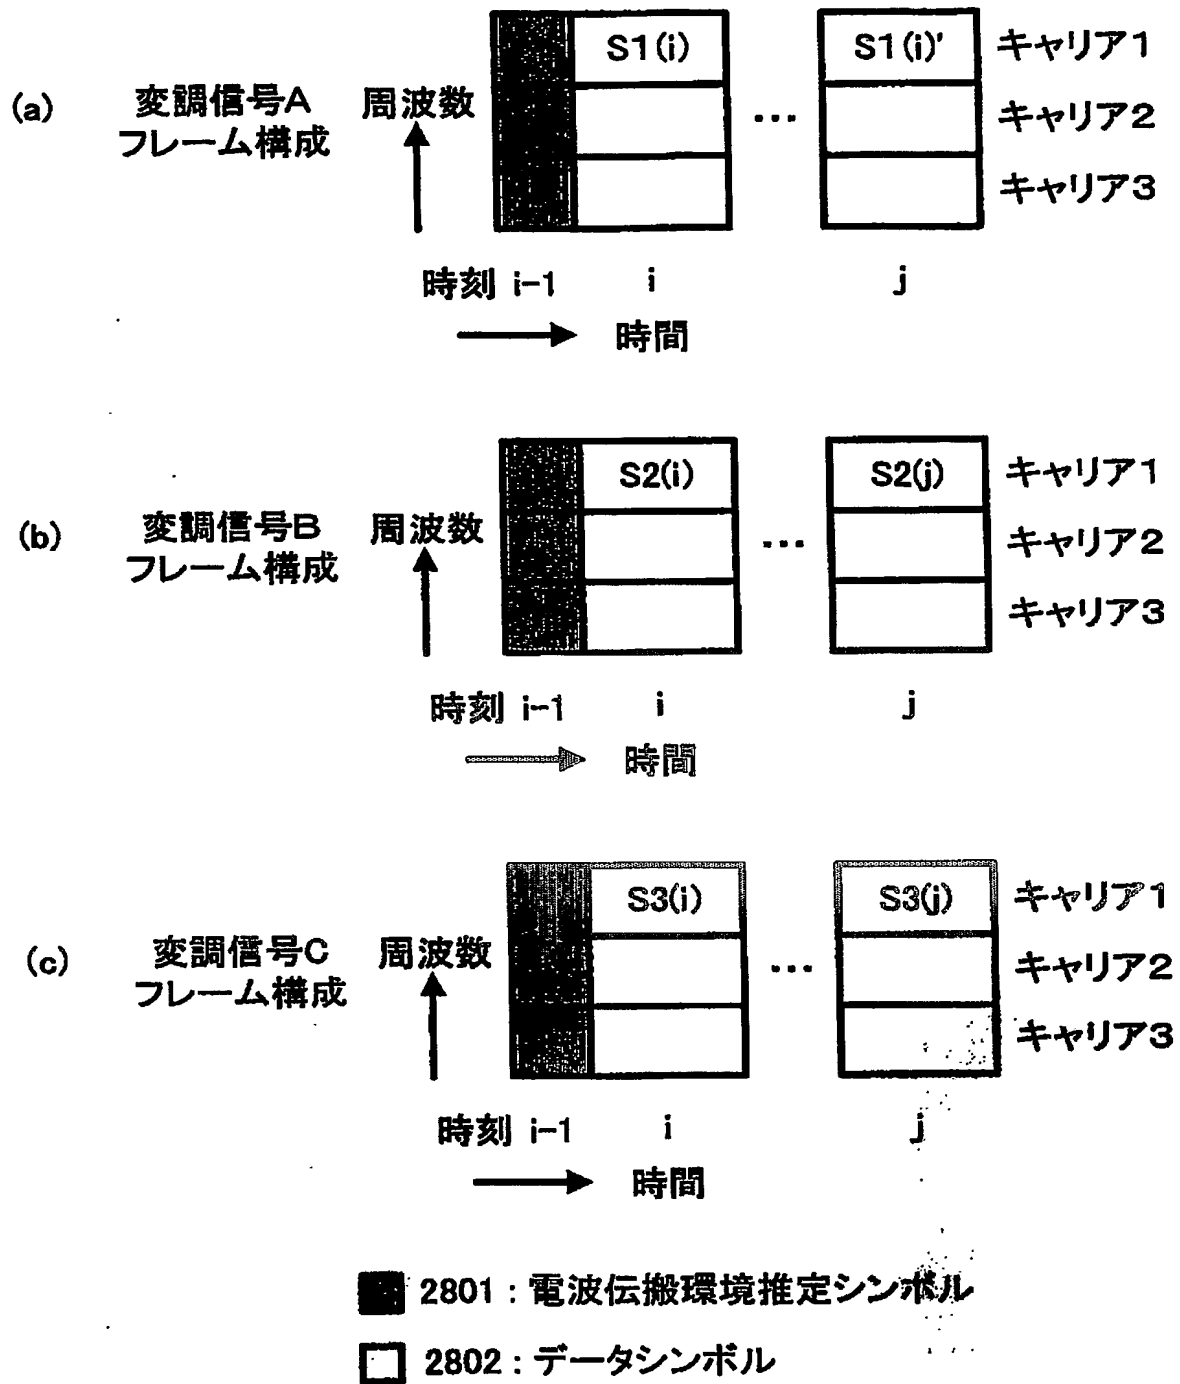 S1(i) S1(i)' キャリア1
(a) 変調信号A 周波数 … キャリア2
フレーム構成
キャリア3
時刻 i-1 i j
時間
S2(i) S2(j) キャリア1
(b) 変調信号B 周波数 … キャリア2
フレーム構成
キャリア3
時刻 i-1 i j
時間
S3(i) S3(j) キャリア1
(c) 変調信号C 周波数 … キャリア2
フレーム構成
キャリア3
時刻 i-1 i j
時間
2801 : 電波伝搬環境推定シンボル
2802 : データシンボル